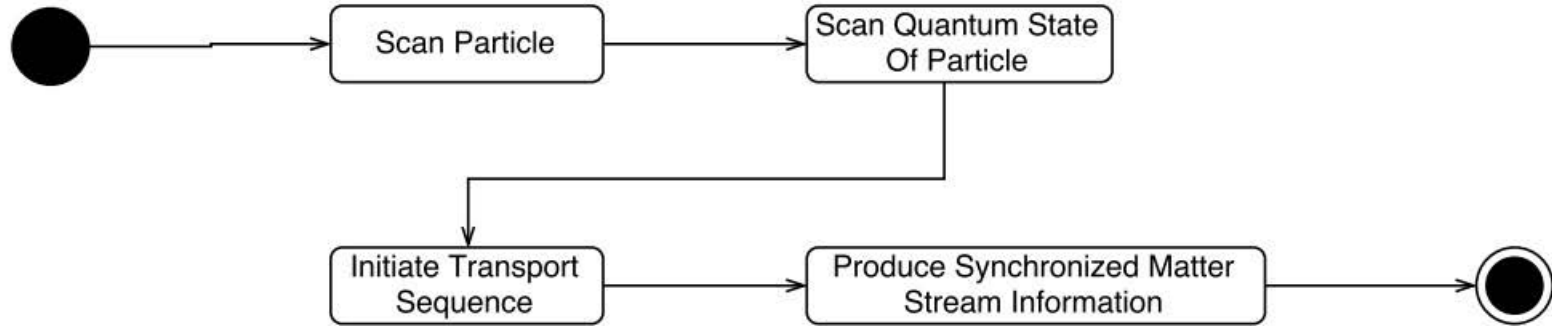 Scan Particle
Scan Quantum State
Of Particle
Initiate Transport
Sequence
Produce Synchronized Matter
Stream Information